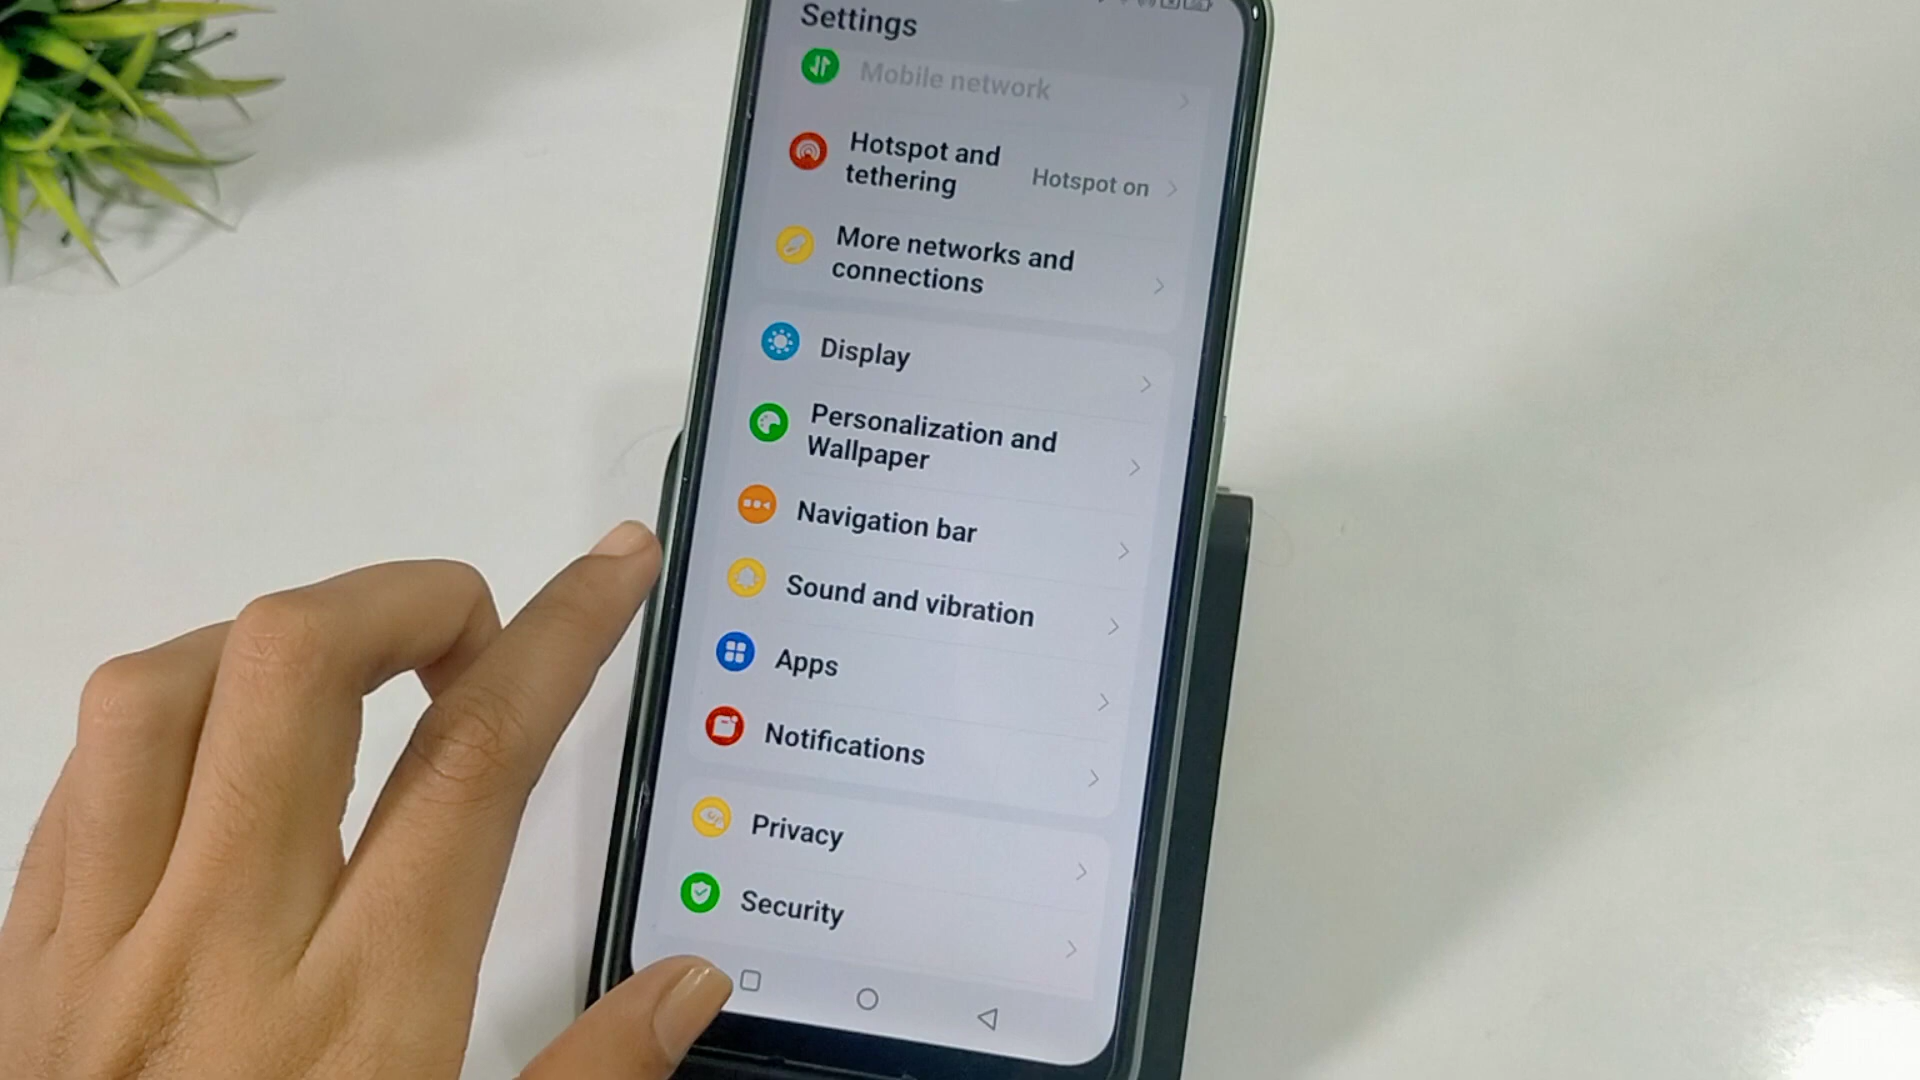 Settings
Mobile network
Hotspot and
tethering
Hotspot on
More networks and
connections
Display
Personalization and
Wallpaper
Navigation bar
Sound and vibration
Apps
Notifications
Privacy
Security